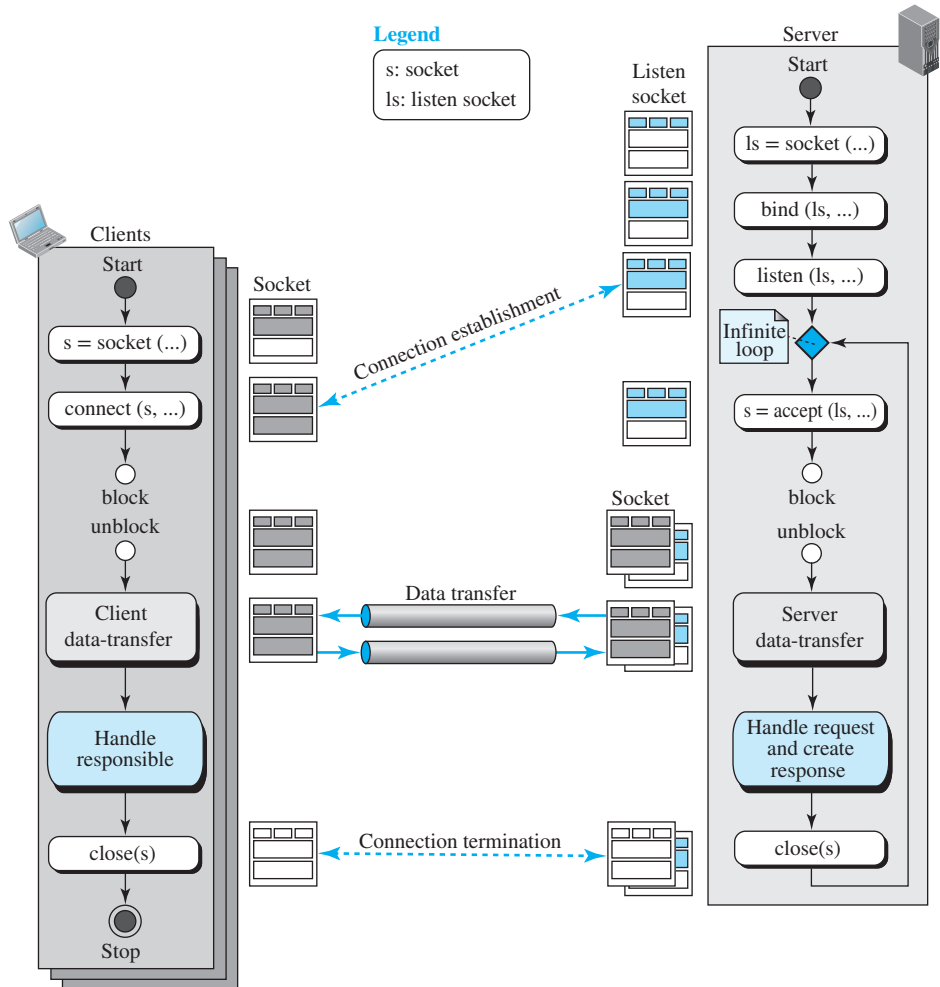 Legend
s: socket
ls: listen socket
Clients
Start
s = socket (...)
connect (s, ...)
block
unblock
Client
data-transfer
Handle
responsible
close(s)
Stop
Socket
Connection establishment
Data transfer
Connection termination
Listen
socket
Socket
Server
Start
ls = socket (...)
bind (ls, ...)
listen (ls, ...)
Infinite
loop
s = accept (ls, ...)
block
unblock
Server
data-transfer
Handle request
and create
response
close(s)